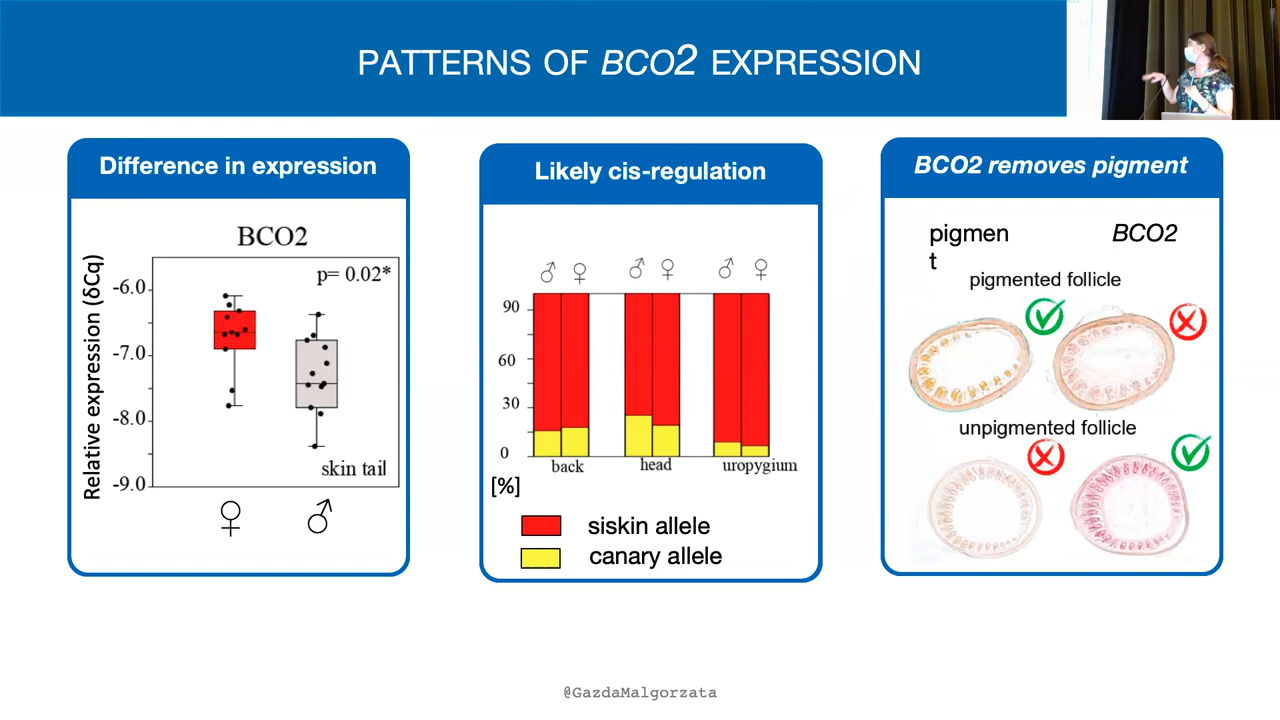 PATTERNS OF BCO2 EXPRESSION
Difference in expression
BCO2
p= 0.02*
Relative expression (δCq)
-6.0
-7.0
-8.0
-9.0
skin tail
♀ ♂
Likely cis-regulation
♂ ♀ ♂ ♀ ♂ ♀
90
60
30
0
back head uropygium
[%]
siskin allele
canary allele
BCO2 removes pigment
pigmen
t
BCO2
pigmented follicle
unpigmented follicle
@GazdaMalgorzata